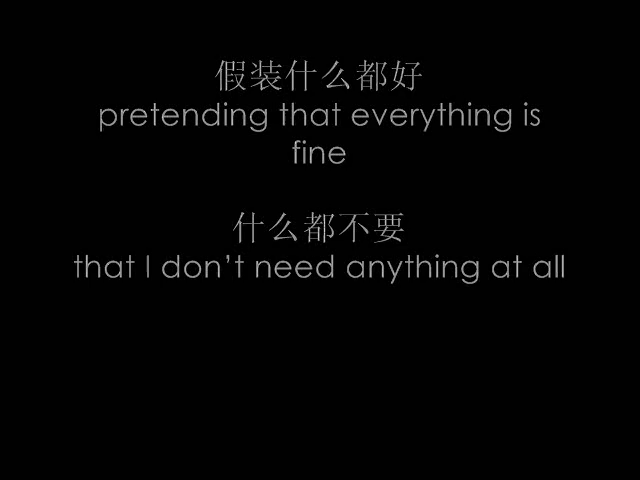 假装什么都好
pretending that everything is
fine
什么都不要
that I don’t need anything at all